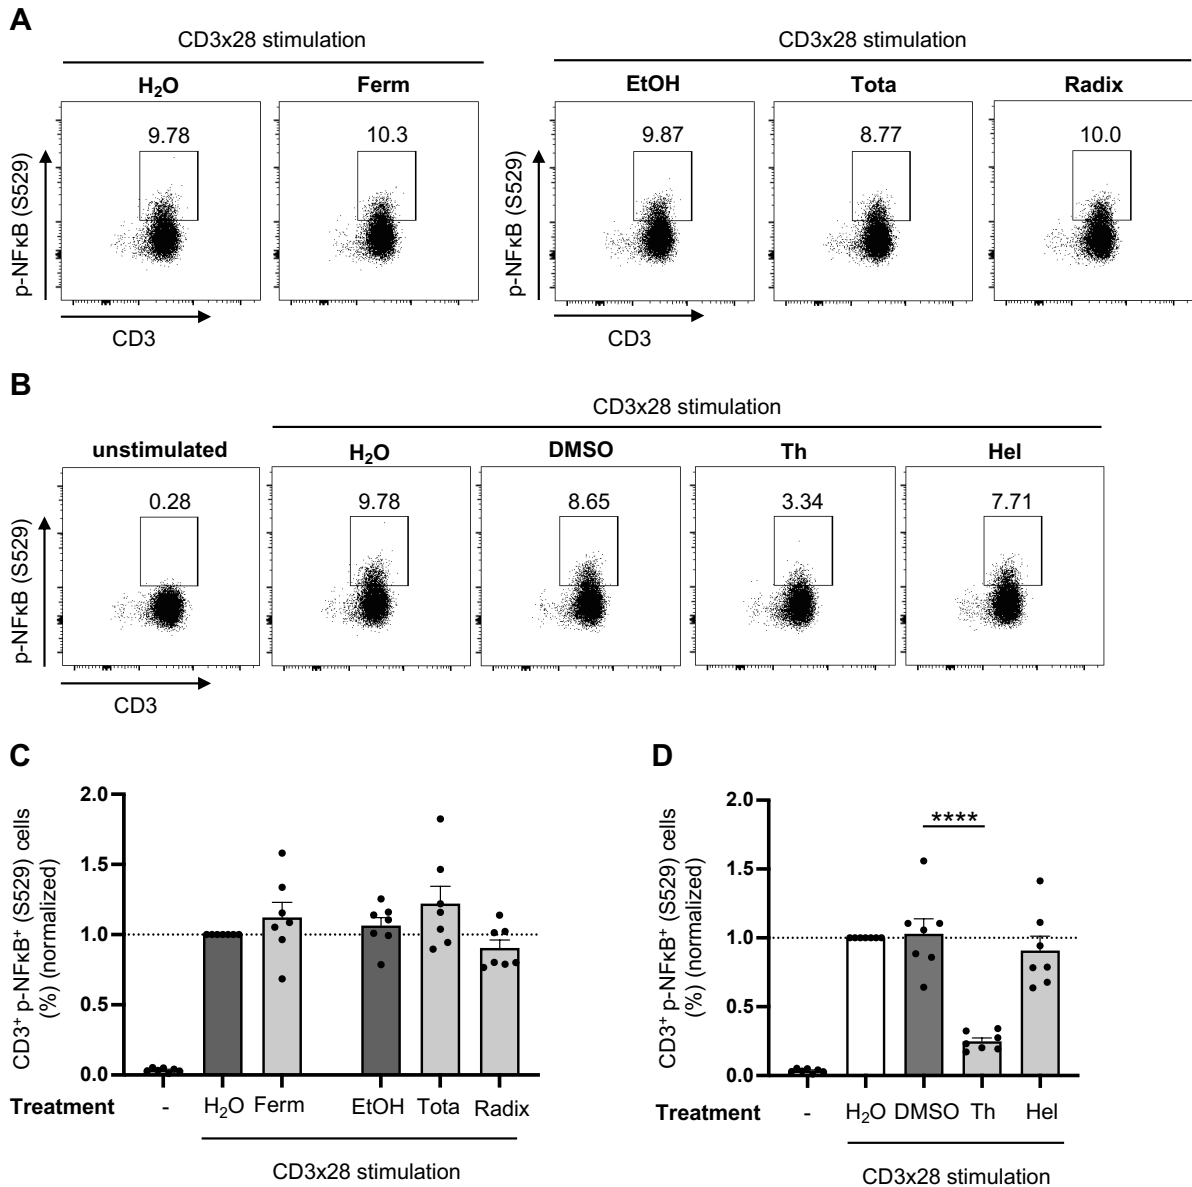 A
CD3x28 stimulation
CD3x28 stimulation
H₂O
Ferm
EtOH
Tota
Radix
9.78
10.3
9.87
8.77
10.0
p-NFκB (S529)
p-NFκB (S529)
CD3
CD3
B
CD3x28 stimulation
unstimulated
H₂O
DMSO
Th
Hel
0.28
9.78
8.65
3.34
7.71
p-NFκB (S529)
CD3
C
CD3⁺ p-NFκB⁺ (S529) cells
(%) (normalized)
2.0
1.5
1.0
0.5
0.0
Treatment - H₂O Ferm EtOH Tota Radix
CD3x28 stimulation
D
CD3⁺ p-NFκB⁺ (S529) cells
(%) (normalized)
2.0
1.5
1.0
0.5
0.0
****
Treatment - H₂O DMSO Th Hel
CD3x28 stimulation